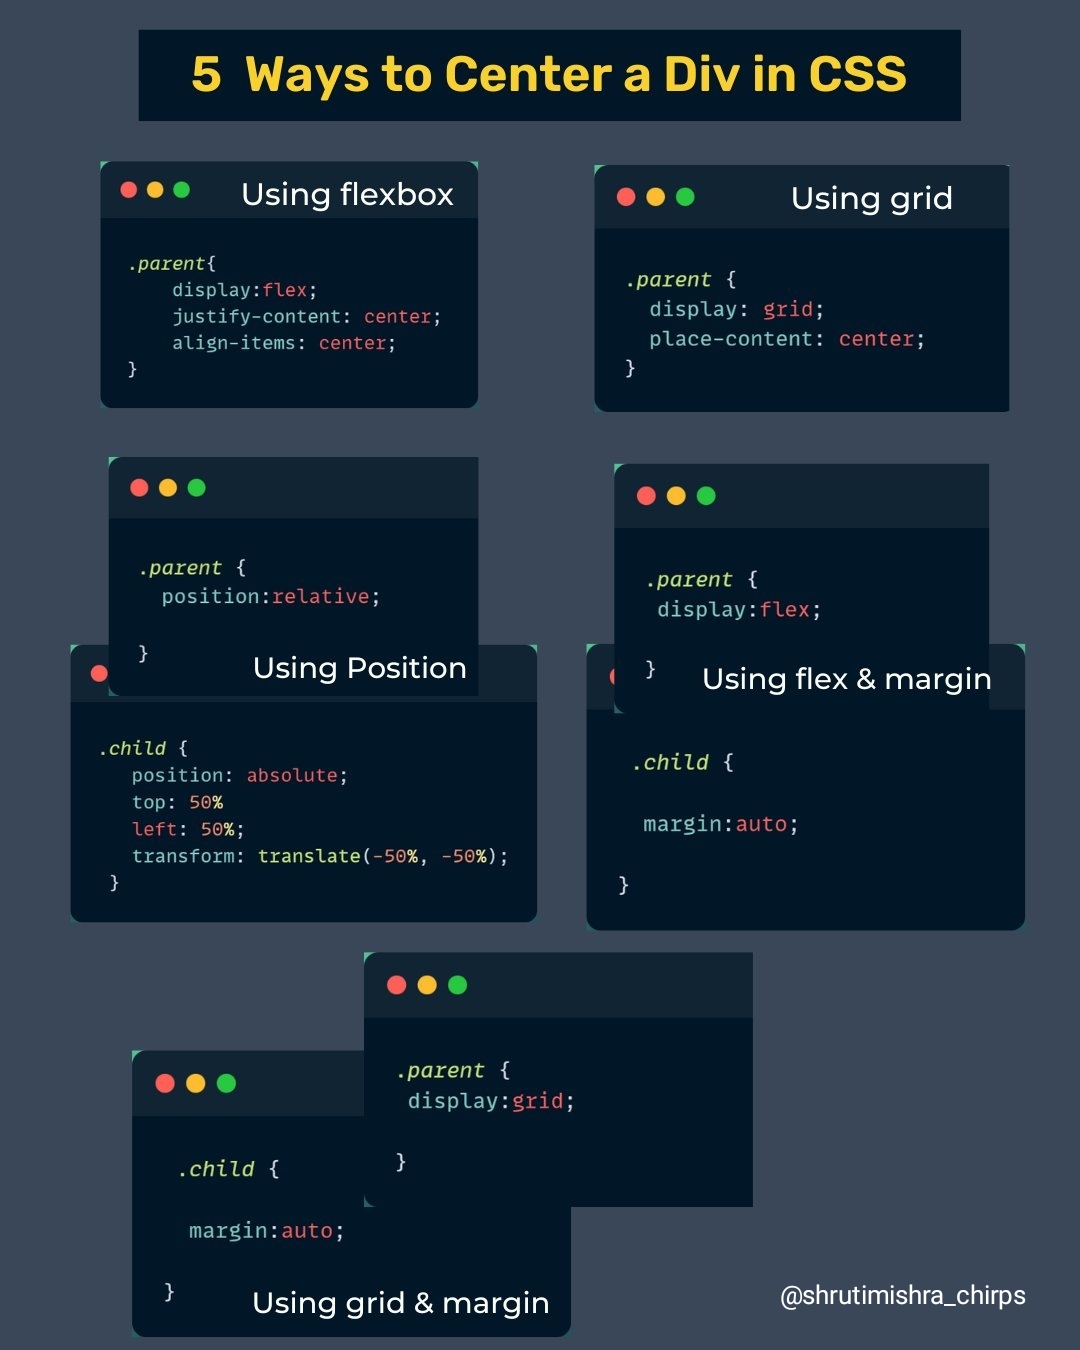 5 Ways to Center a Div in CSS
Using flexbox
.parent{
display:flex;
justify-content: center;
align-items: center;
}
Using grid
.parent {
display: grid;
place-content: center;
}
.parent {
position:relative;
}
Using Position
.child {
position: absolute;
top: 50%
left: 50%;
transform: translate(-50%, -50%);
}
.parent {
display:flex;
}
Using flex & margin
.child {
margin:auto;
}
.parent {
display:grid;
}
.child {
margin:auto;
}
Using grid & margin
@shrutimishra_chirps